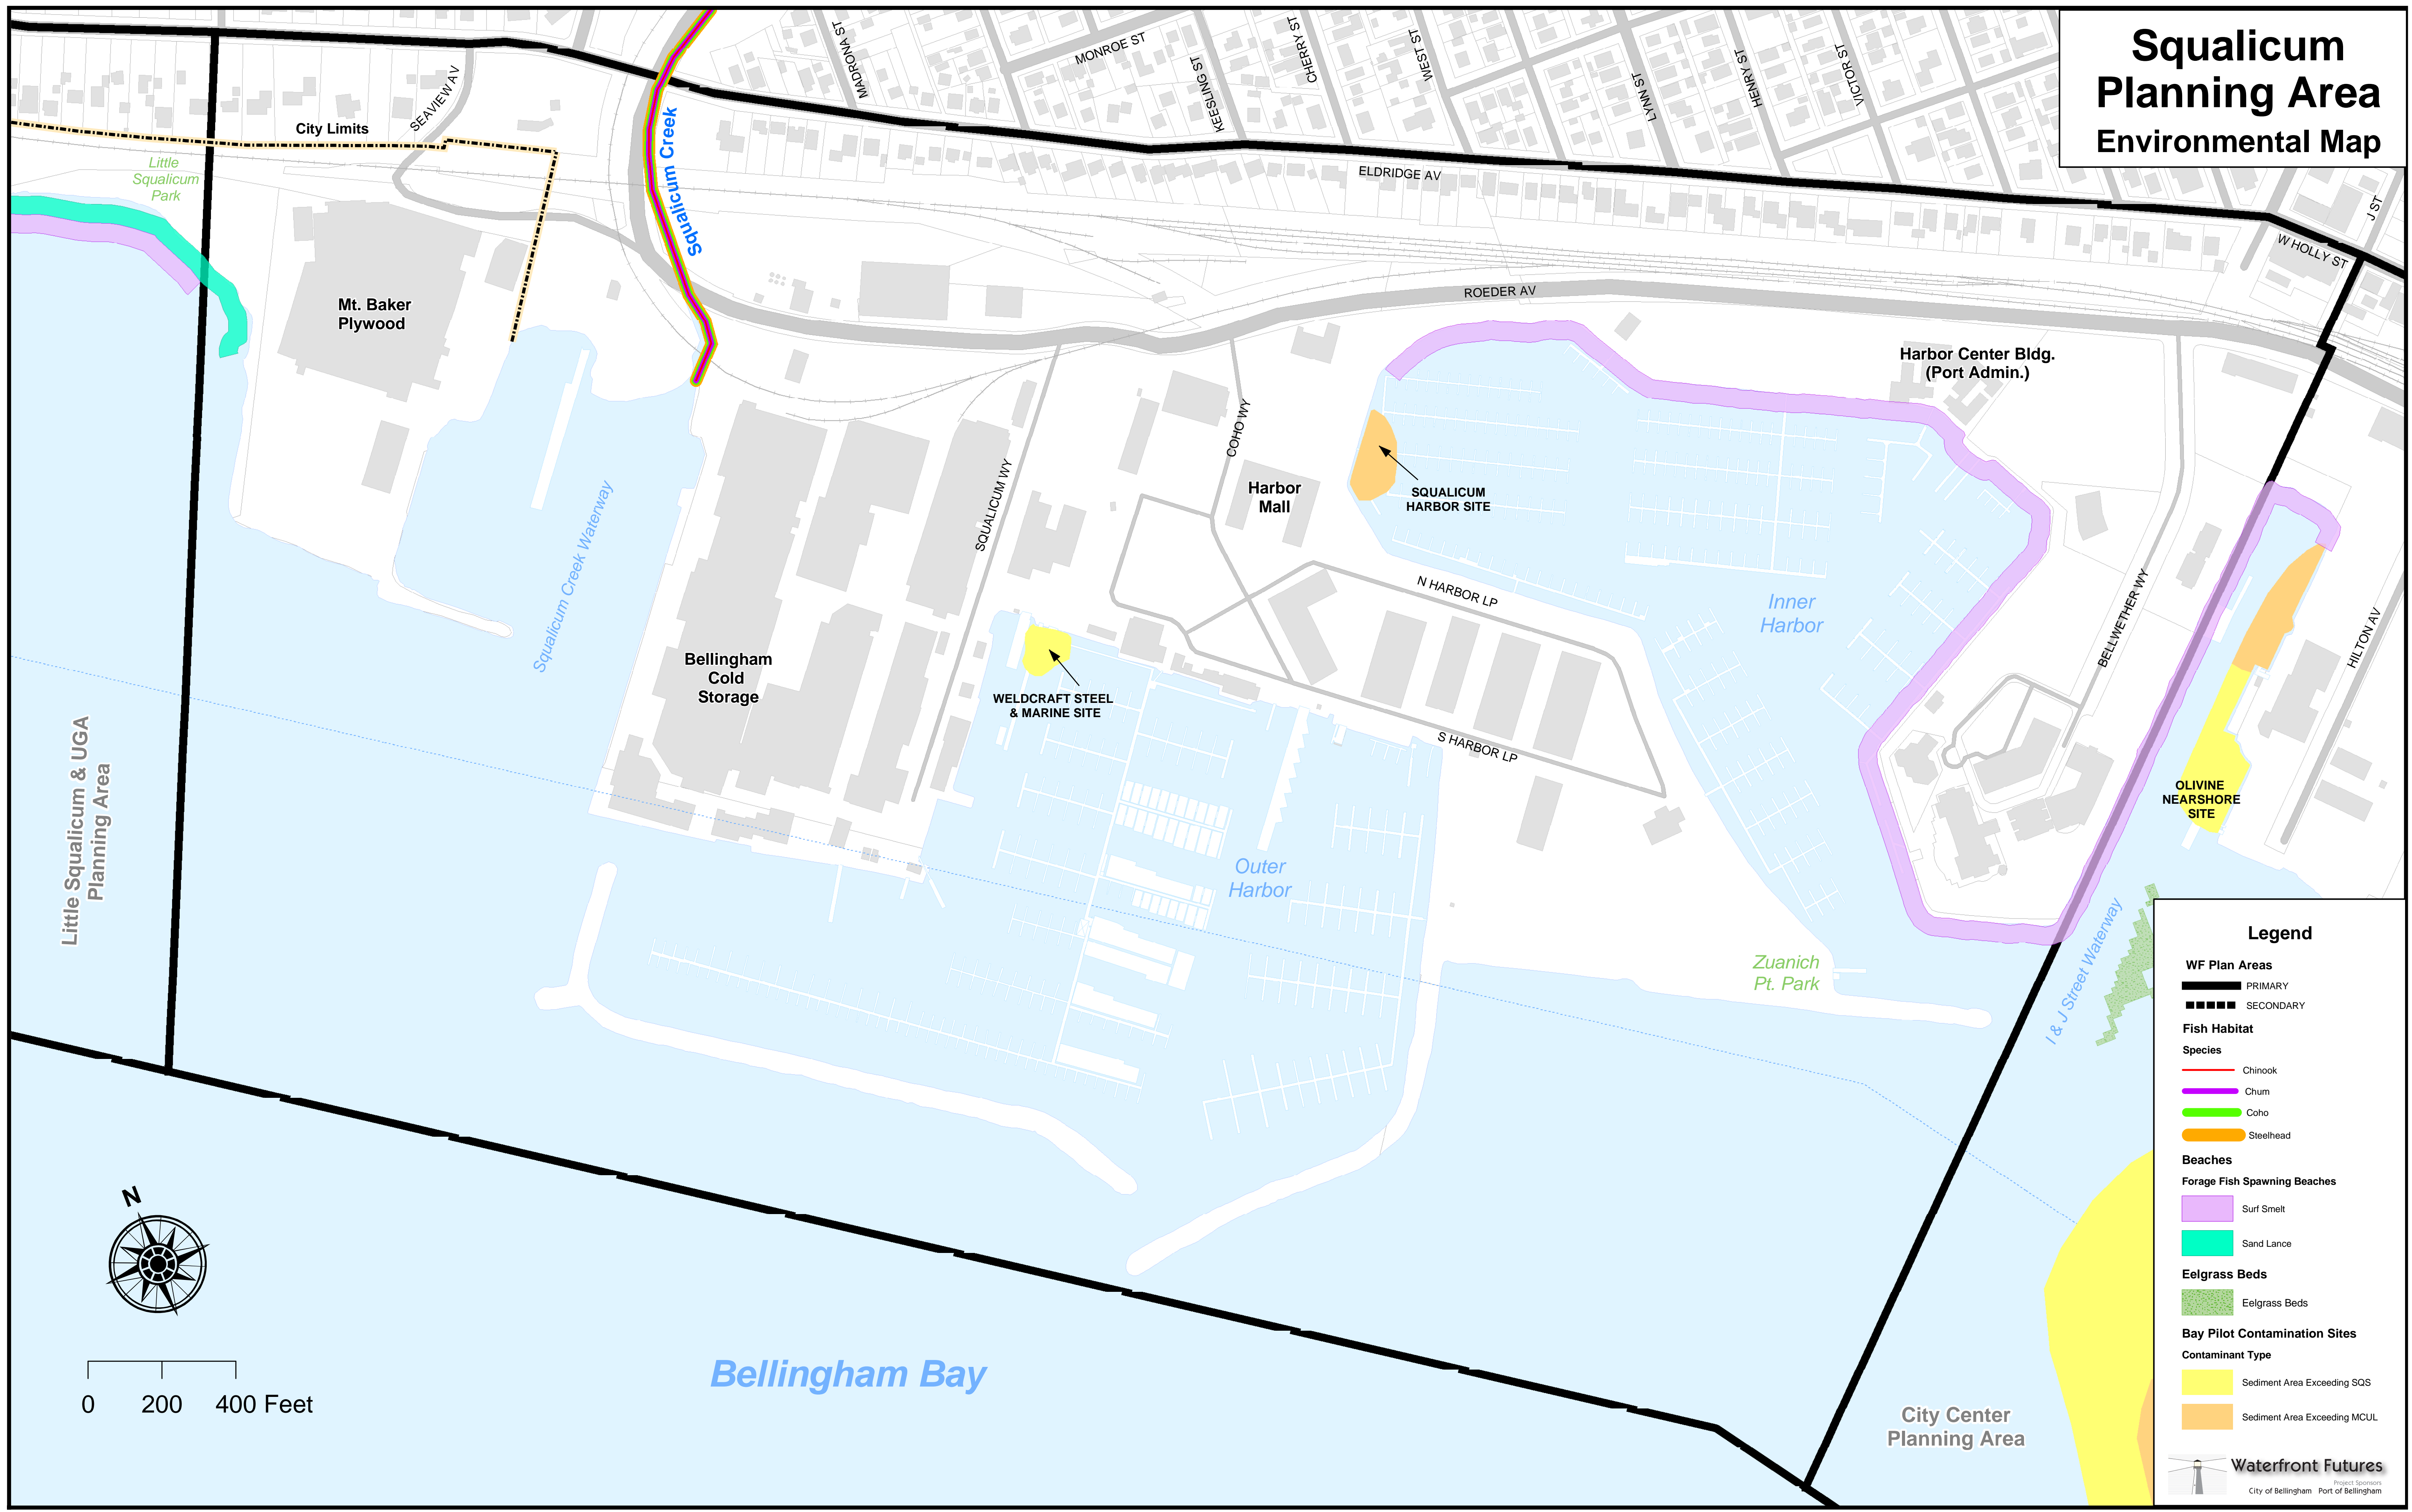 Squalicum
Planning Area
Environmental Map
MADRONA ST
MONROE ST
KEESLING ST
CHERRY ST
WEST ST
LYNN ST
HENRY ST
VICTOR ST
J ST
W HOLLY ST
SEAVIEW AV
City Limits
Little
Squalicum
Park
Squalicum Creek
ELDRIDGE AV
ROEDER AV
Mt. Baker
Plywood
Harbor Center Bldg.
(Port Admin.)
COHO WY
SQUALICUM WY
Harbor
Mall
SQUALICUM
HARBOR SITE
Squalicum Creek Waterway
N HARBOR LP
Inner
Harbor
BELLWETHER WY
HILTON AV
Bellingham
Cold
Storage
WELDCRAFT STEEL
& MARINE SITE
S HARBOR LP
OLIVINE
NEARSHORE
SITE
Little Squalicum & UGA
Planning Area
Outer
Harbor
Zuanich
Pt. Park
I & J Street Waterway
N
0 200 400 Feet
Bellingham Bay
City Center
Planning Area
Legend
WF Plan Areas
PRIMARY
SECONDARY
Fish Habitat
Species
Chinook
Chum
Coho
Steelhead
Beaches
Forage Fish Spawning Beaches
Surf Smelt
Sand Lance
Eelgrass Beds
Eelgrass Beds
Bay Pilot Contamination Sites
Contaminant Type
Sediment Area Exceeding SQS
Sediment Area Exceeding MCUL
Waterfront Futures
Project Sponsors
City of Bellingham Port of Bellingham